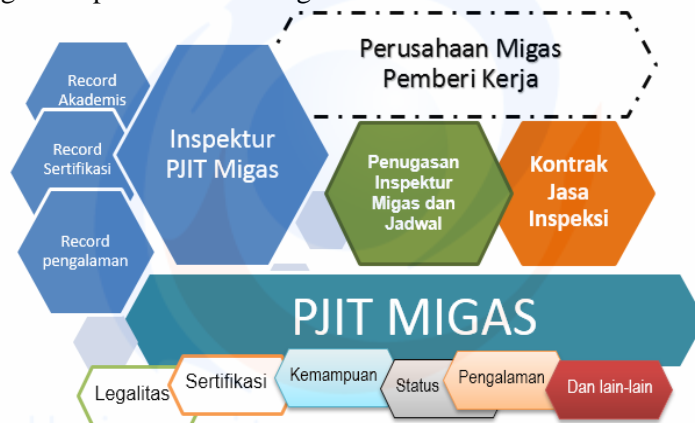 Perusahaan Migas
Pemberi Kerja
Record
Akademis
Record
Sertifikasi
Record
pengalaman
Inspektur
PJIT Migas
Penugasan
Inspektur
Migas dan
Jadwal
Kontrak
Jasa
Inspeksi
PJIT MIGAS
Legalitas
Sertifikasi
Kemampuan
Status
Pengalaman
Dan lain-lain